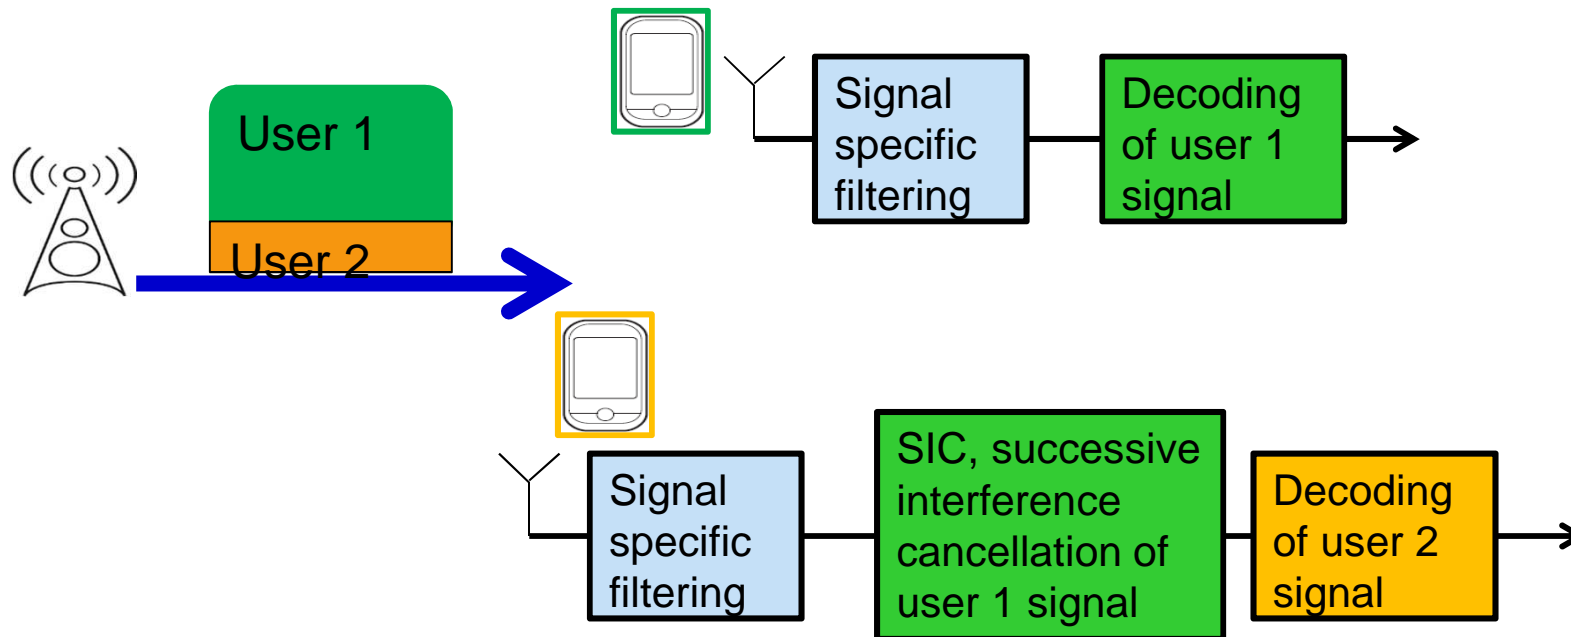 User 1
User 2
Signal
specific
filtering
Decoding
of user 1
signal
Signal
specific
filtering
SIC, successive
interference
cancellation of
user 1 signal
Decoding
of user 2
signal